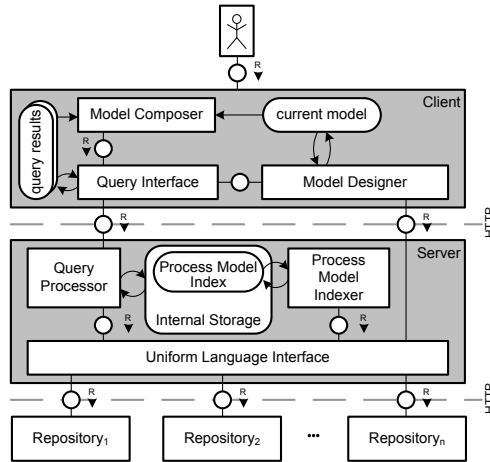 R
Client
Model Composer
current model
query results
R
Query Interface
Model Designer
R
R
HTTP
Server
Query
Processor
Process Model
Index
Internal Storage
Process
Model
Indexer
R
R
Uniform Language Interface
R
R
R
HTTP
Repository1
Repository2
...
Repositoryn